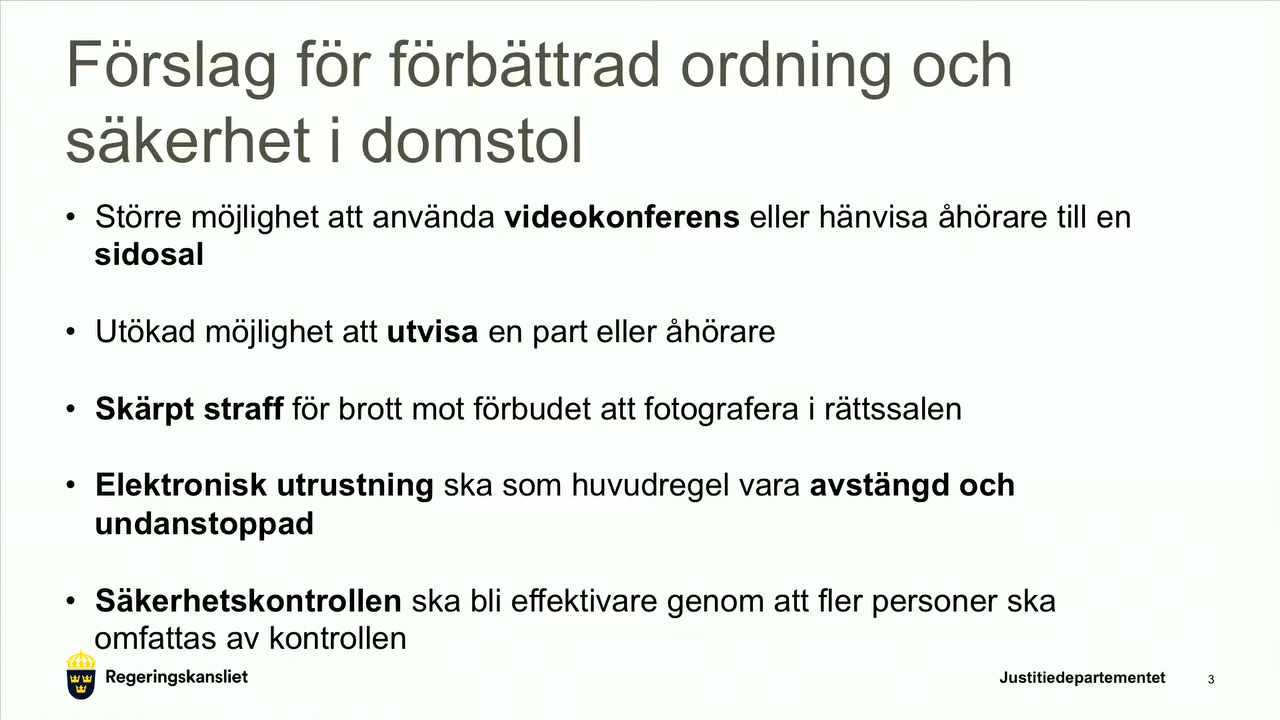 Förslag för förbättrad ordning och
säkerhet i domstol
• Större möjlighet att använda videokonferens eller hänvisa åhörare till en
sidosal
• Utökad möjlighet att utvisa en part eller åhörare
• Skärpt straff för brott mot förbudet att fotografera i rättssalen
• Elektronisk utrustning ska som huvudregel vara avstängd och
undanstoppad
• Säkerhetskontrollen ska bli effektivare genom att fler personer ska
omfattas av kontrollen
Regeringskansliet
Justitiedepartementet
3